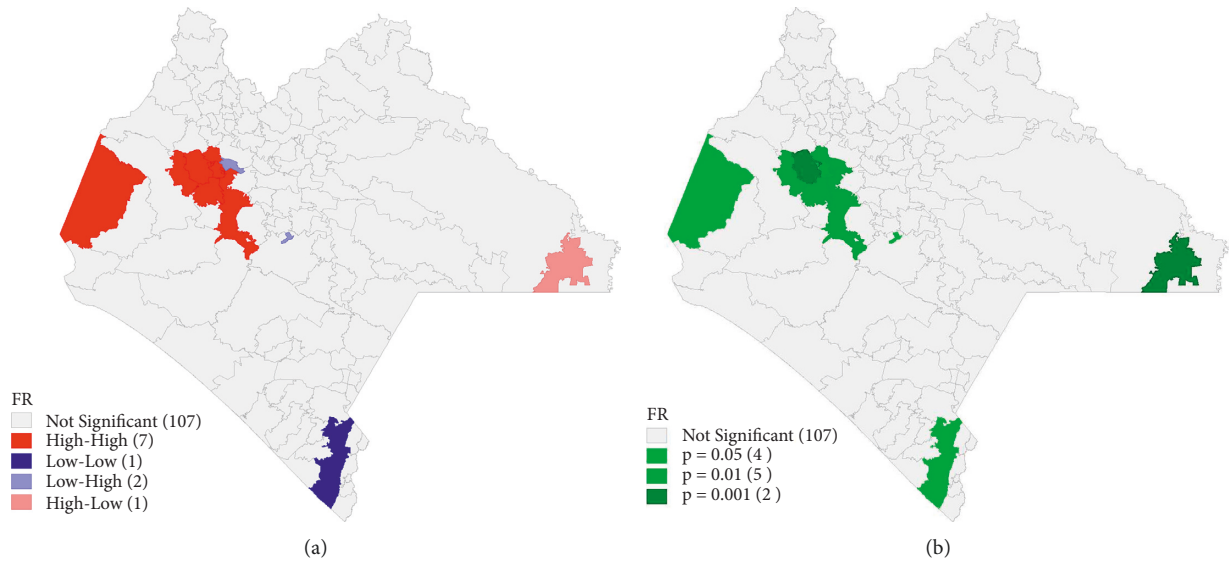 FR
Not Significant (107)
High-High (7)
Low-Low (1)
Low-High (2)
High-Low (1)
(a)
FR
Not Significant (107)
p = 0.05 (4)
p = 0.01 (5)
p = 0.001 (2)
(b)